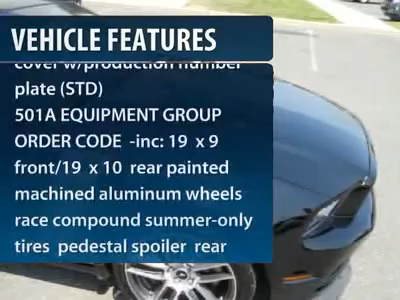 VEHICLE FEATURES
cover w/production number
plate (STD)
501A EQUIPMENT GROUP
ORDER CODE -inc: 19 x 9
front/19 x 10 rear painted
machined aluminum wheels
race compound summer-only
tires pedestal spoiler rear